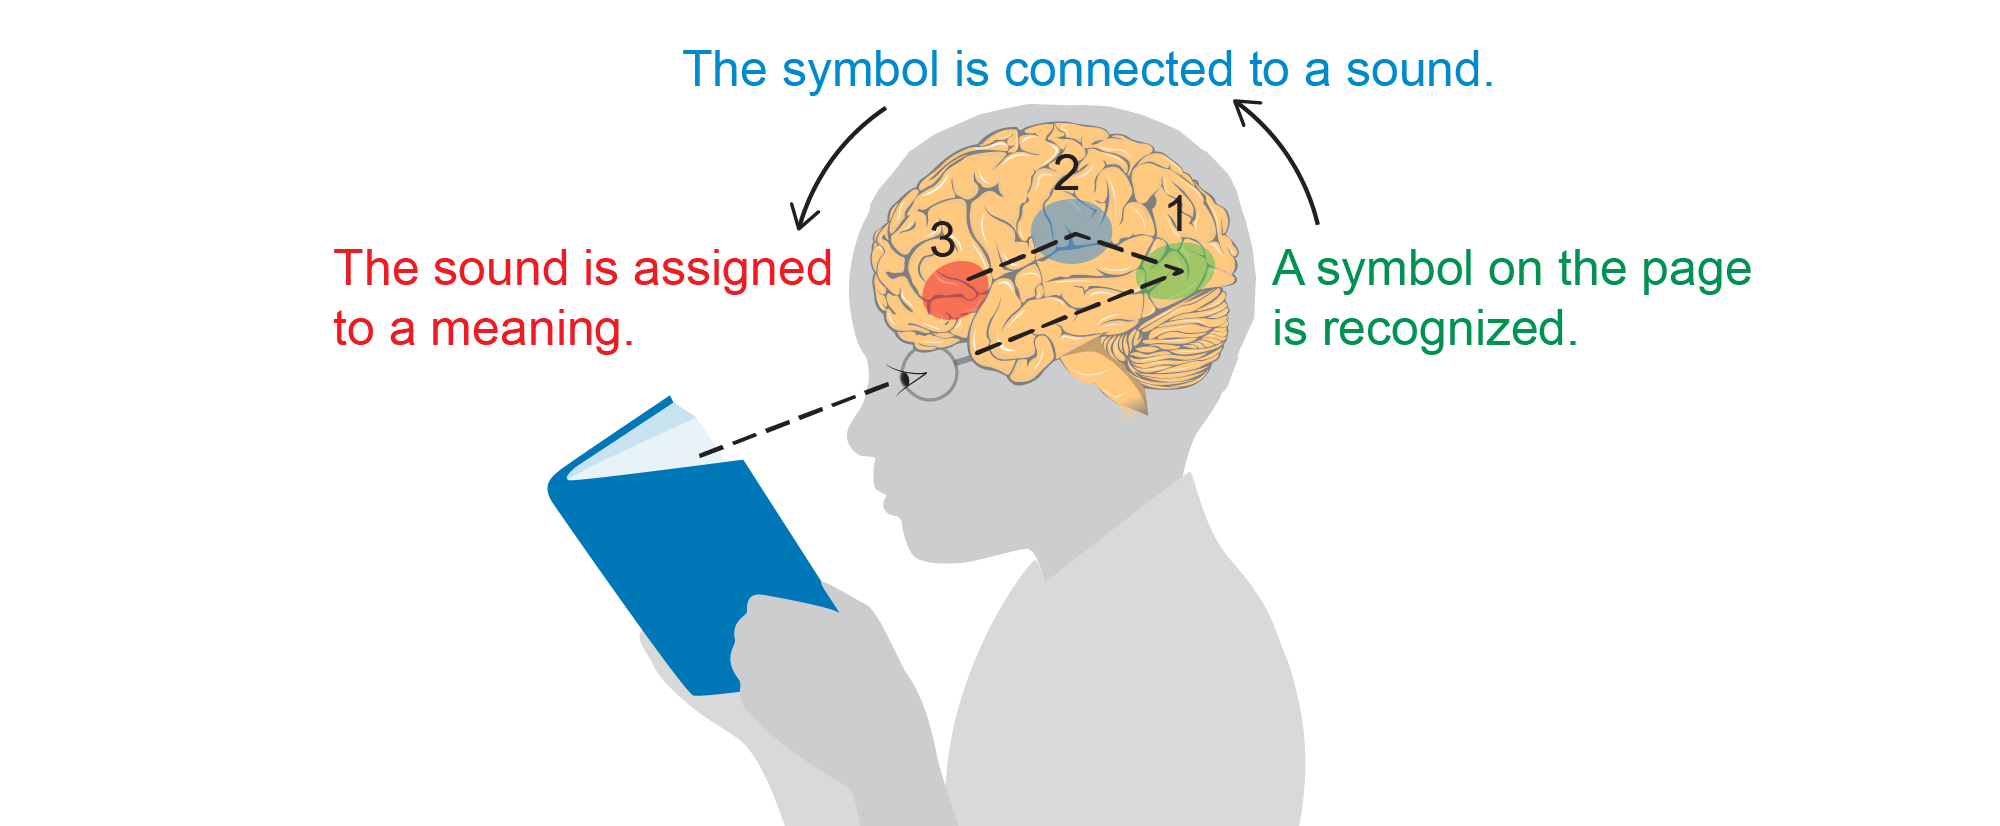 The symbol is connected to a sound.
2
1
3
The sound is assigned
to a meaning.
A symbol on the page
is recognized.